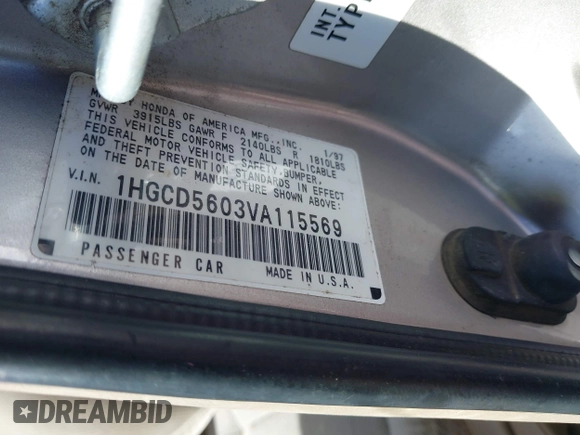 INT.
TYP
HONDA OF AMERICA MFG., INC. 1/97
GVWR 3915LBS GAWR F 2140LBS R 1810LBS
THIS VEHICLE CONFORMS TO ALL APPLICABLE
FEDERAL MOTOR VEHICLE SAFETY, BUMPER,
AND THEFT PREVENTION STANDARDS IN EFFECT
ON THE DATE OF MANUFACTURE SHOWN ABOVE:
V.I.N. 1HGCD5603VA115569
PASSENGER CAR MADE IN U.S.A.
DREAMBID